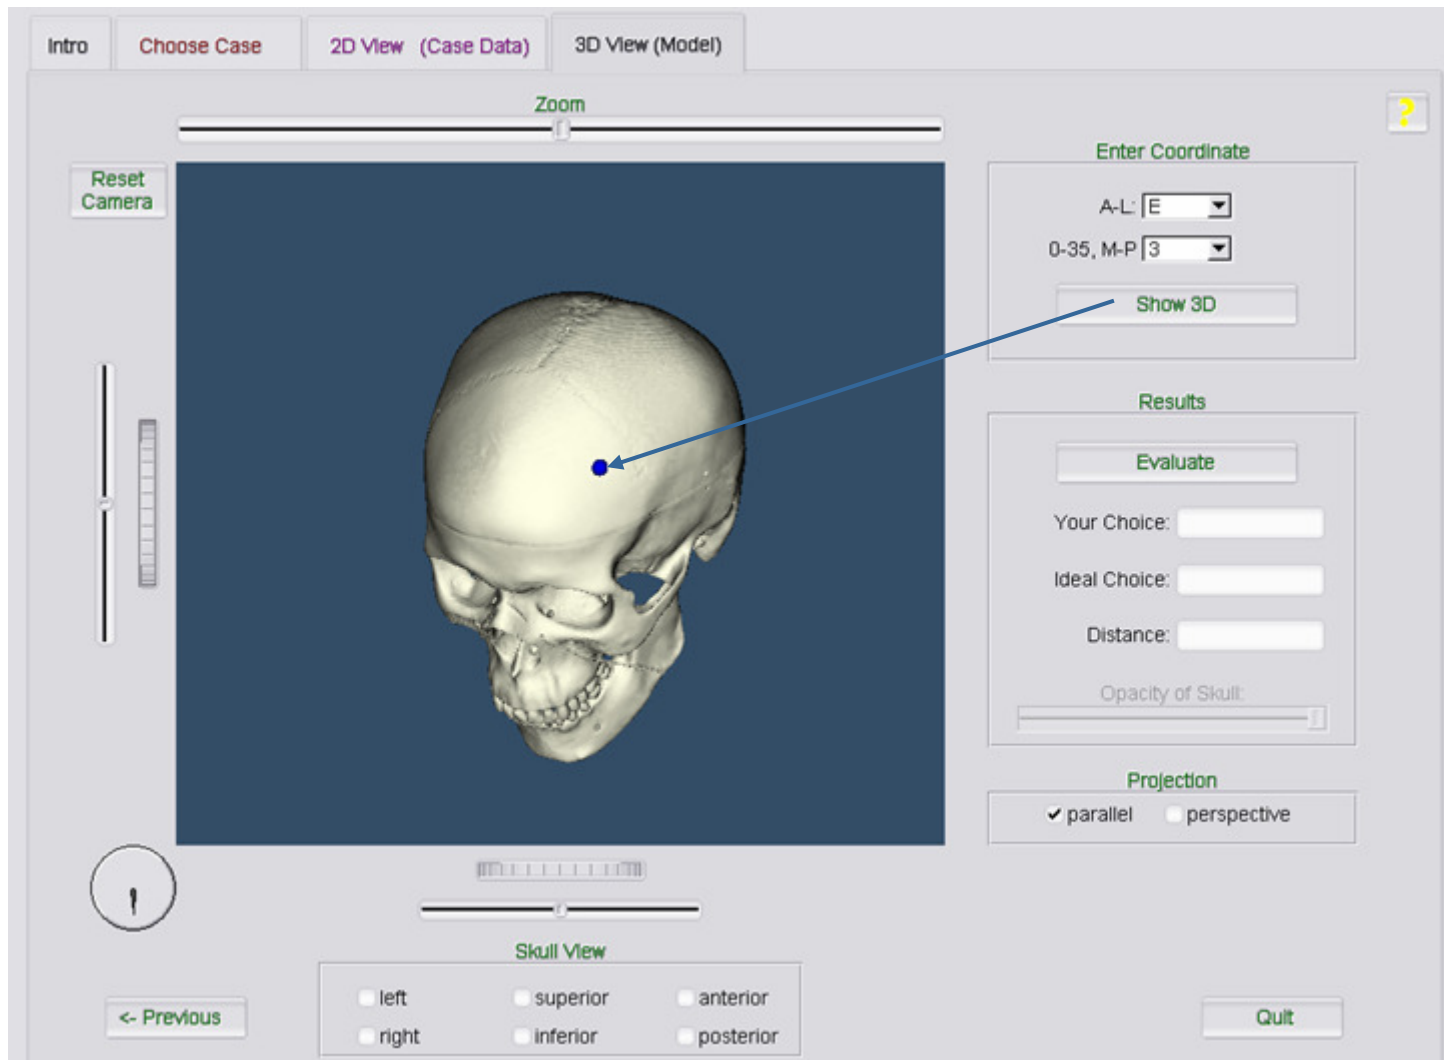 Intro
Choose Case
2D View (Case Data)
3D View (Model)
Zoom
?
Reset
Camera
Enter Coordinate
A-L: E
0-35, M-P 3
Show 3D
Results
Evaluate
Your Choice:
Ideal Choice:
Distance:
Opacity of Skull:
Projection
parallel perspective
Skull View
left superior anterior
right inferior posterior
<- Previous
Quit